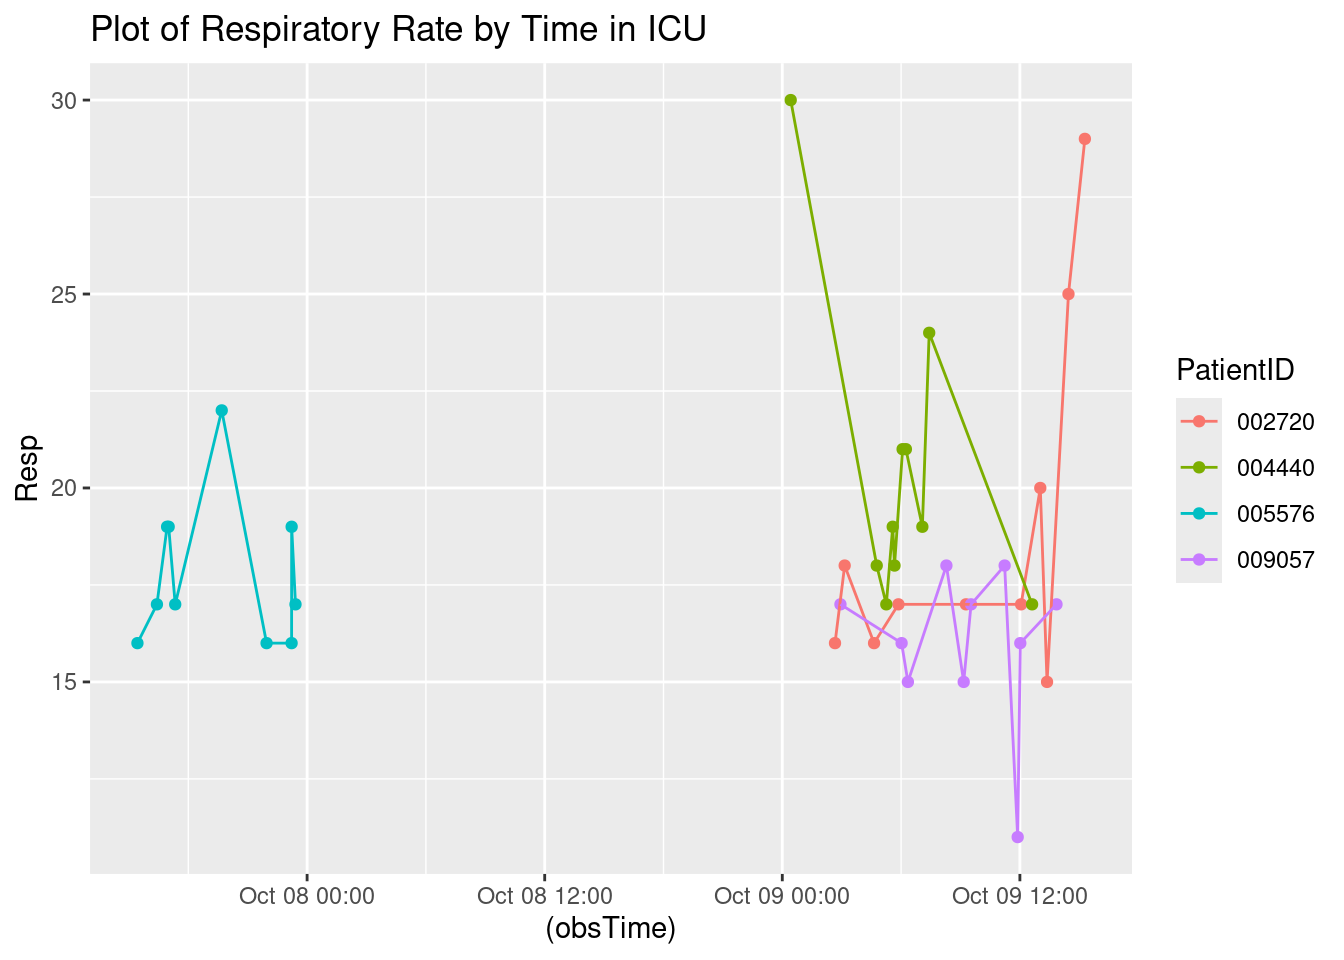 Plot of Respiratory Rate by Time in ICU
30
25
20
15
Resp
Oct 08 00:00
Oct 08 12:00
Oct 09 00:00
Oct 09 12:00
(obsTime)
PatientID
002720
004440
005576
009057